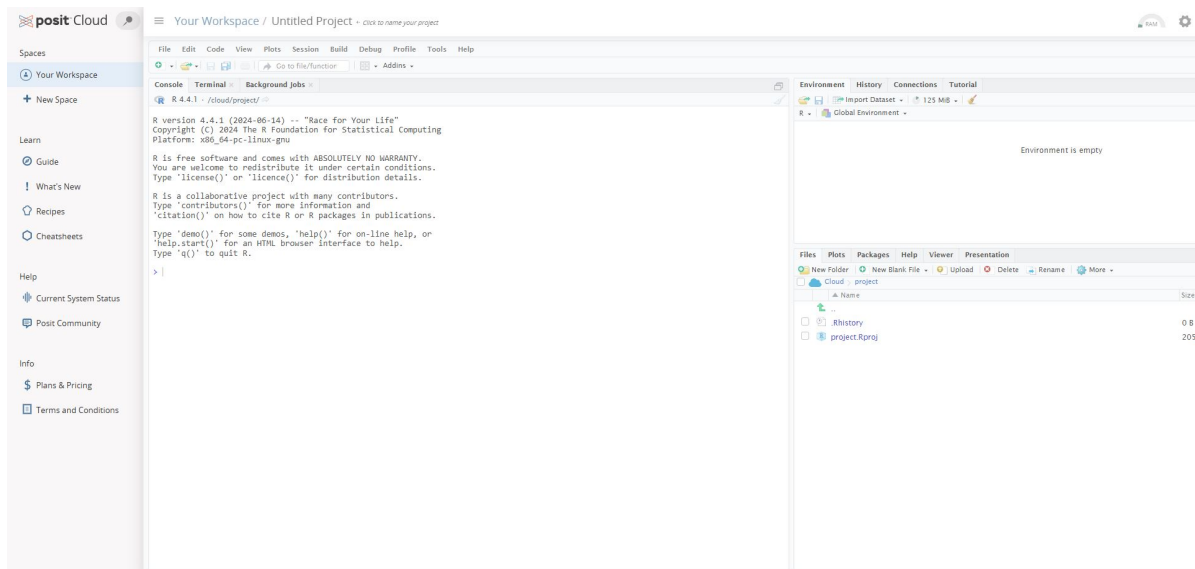 posit Cloud
Your Workspace / Untitled Project • Click to name your project
RAM
Spaces
Your Workspace
New Space
Learn
Guide
What's New
Recipes
Cheatsheets
Help
Current System Status
Posit Community
Info
Plans & Pricing
Terms and Conditions
File Edit Code View Plots Session Build Debug Profile Tools Help
Go to file/function Addins
Console Terminal Background Jobs
R 4.4.1 · /cloud/project/
R version 4.4.1 (2024-06-14) -- "Race for Your Life"
Copyright (C) 2024 The R Foundation for Statistical Computing
Platform: x86_64-pc-linux-gnu
R is free software and comes with ABSOLUTELY NO WARRANTY.
You are welcome to redistribute it under certain conditions.
Type 'license()' or 'licence()' for distribution details.
R is a collaborative project with many contributors.
Type 'contributors()' for more information and
'citation()' on how to cite R or R packages in publications.
Type 'demo()' for some demos, 'help()' for on-line help, or
'help.start()' for an HTML browser interface to help.
Type 'q()' to quit R.
>
Environment History Connections Tutorial
Import Dataset 125 MiB
R Global Environment
Environment is empty
Files Plots Packages Help Viewer Presentation
New Folder New Blank File Upload Delete Rename More
Cloud project
Name Size
..
.Rhistory 0 B
project.Rproj 205